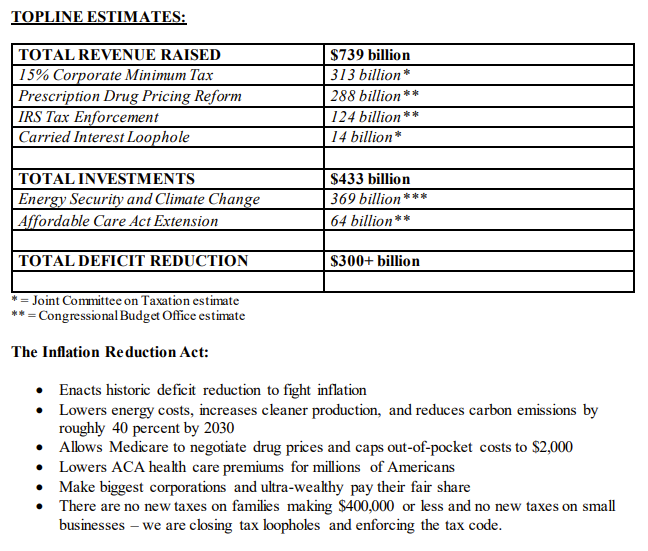 TOPLINE ESTIMATES:
TOTAL REVENUE RAISED $739 billion
15% Corporate Minimum Tax 313 billion*
Prescription Drug Pricing Reform 288 billion**
IRS Tax Enforcement 124 billion**
Carried Interest Loophole 14 billion*
TOTAL INVESTMENTS $433 billion
Energy Security and Climate Change 369 billion***
Affordable Care Act Extension 64 billion**
TOTAL DEFICIT REDUCTION $300+ billion
* = Joint Committee on Taxation estimate
** = Congressional Budget Office estimate
The Inflation Reduction Act:
• Enacts historic deficit reduction to fight inflation
• Lowers energy costs, increases cleaner production, and reduces carbon emissions by
roughly 40 percent by 2030
• Allows Medicare to negotiate drug prices and caps out-of-pocket costs to $2,000
• Lowers ACA health care premiums for millions of Americans
• Make biggest corporations and ultra-wealthy pay their fair share
• There are no new taxes on families making $400,000 or less and no new taxes on small
businesses – we are closing tax loopholes and enforcing the tax code.